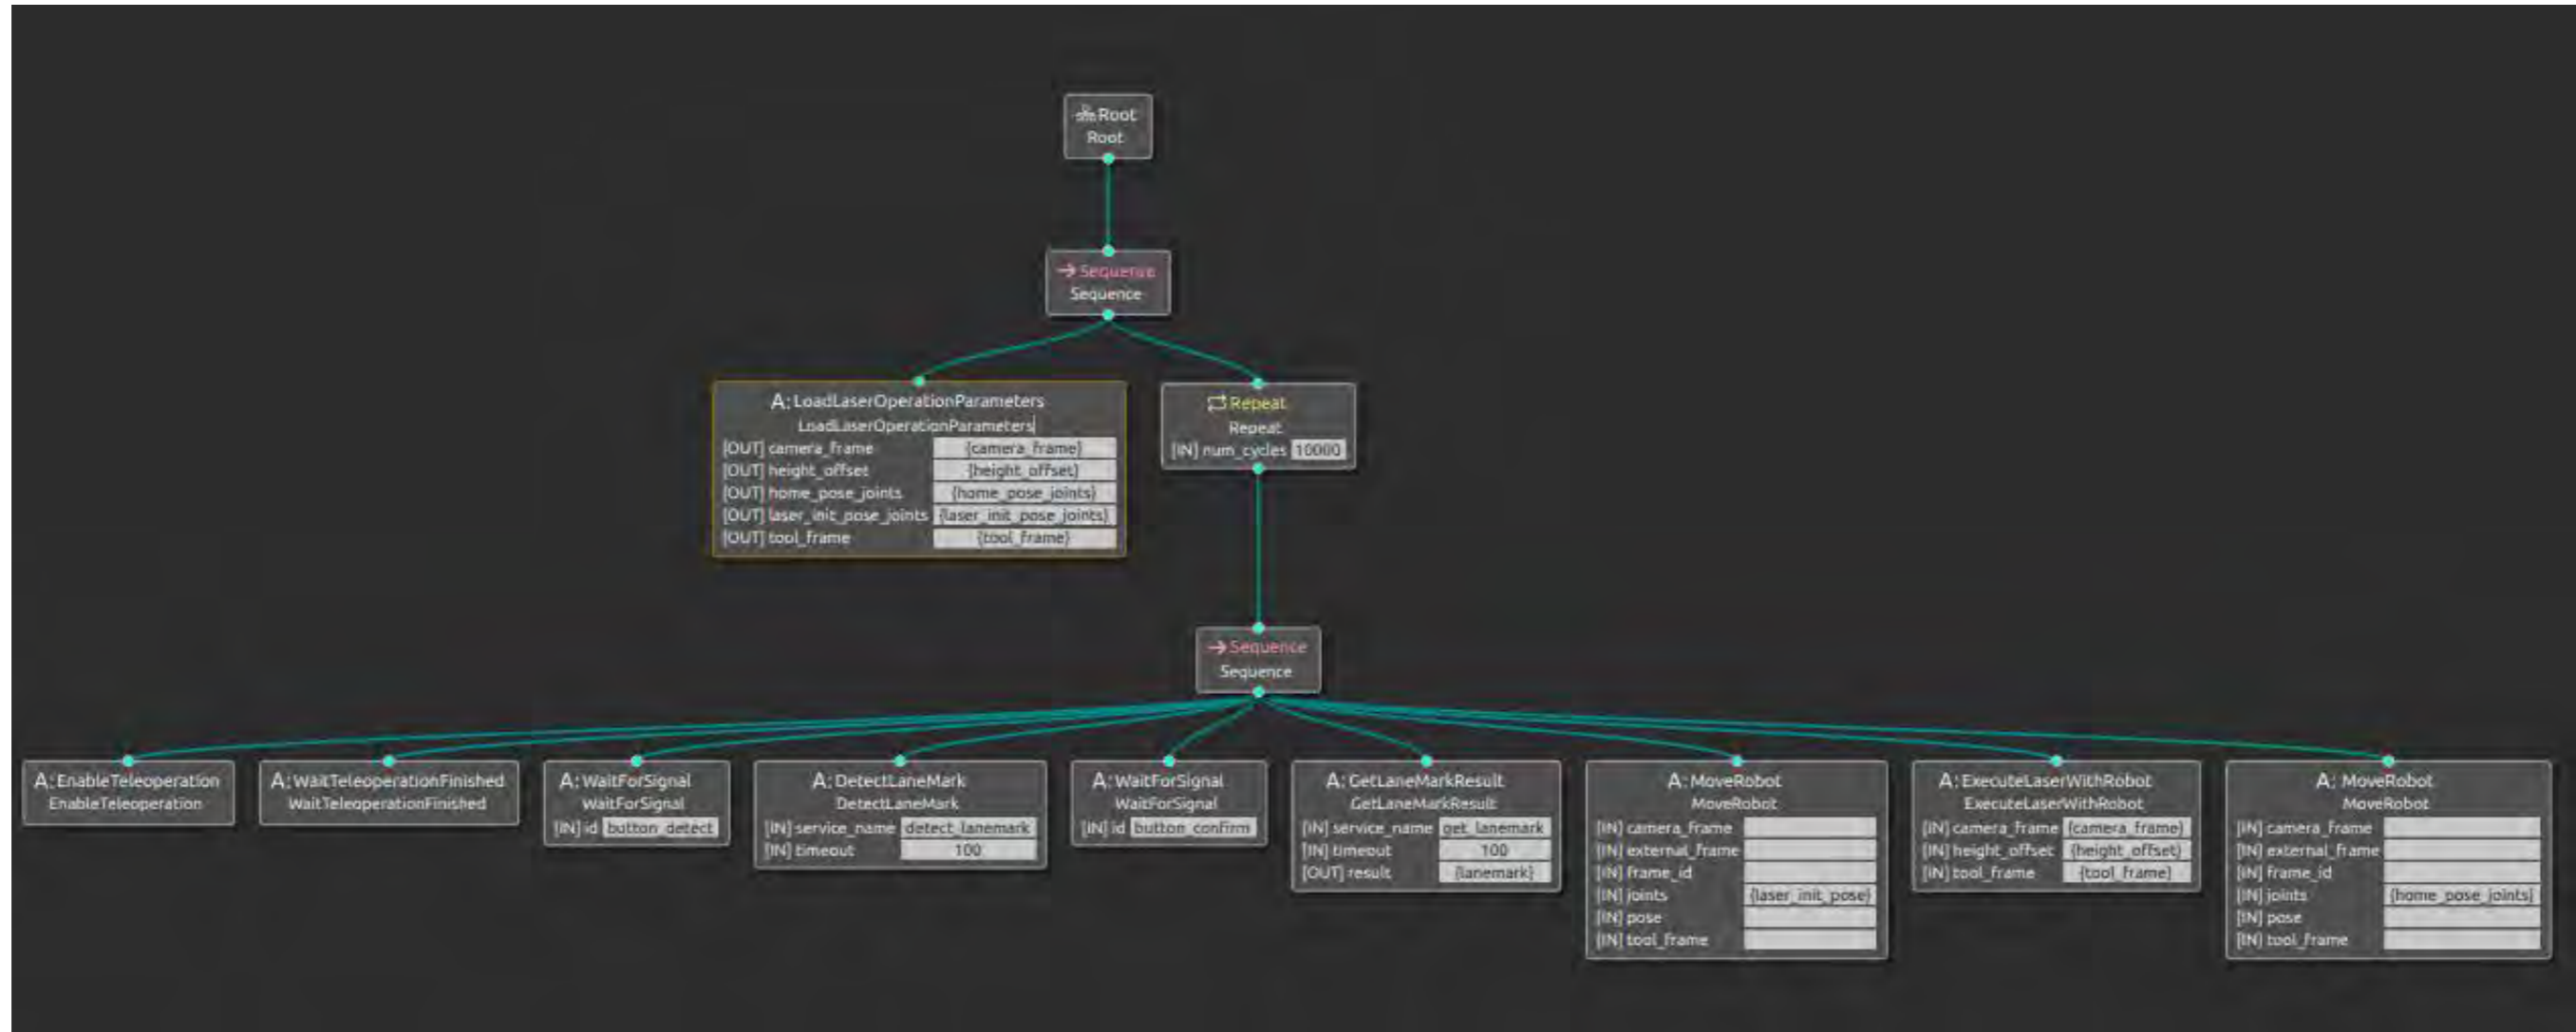 Root
Root
Sequence
Sequence
A: LoadLaserOperationParameters
LoadLaserOperationParameters
[OUT] camera_frame {camera_frame}
[OUT] height_offset {height_offset}
[OUT] home_pose_joints {home_pose_joints}
[OUT] laser_init_pose_joints {laser_init_pose_joints}
[OUT] tool_frame {tool_frame}
Repeat
Repeat
[IN] num_cycles 10000
Sequence
Sequence
A: EnableTeleoperation
EnableTeleoperation
A: WaitTeleoperationFinished
WaitTeleoperationFinished
A: WaitForSignal
WaitForSignal
[IN] id button_detect
A: DetectLaneMark
DetectLaneMark
[IN] service_name detect_lanemark
[IN] timeout 100
A: WaitForSignal
WaitForSignal
[IN] id button_confirm
A: GetLaneMarkResult
GetLaneMarkResult
[IN] service_name get_lanemark
[IN] timeout 100
[OUT] result {lanemark}
A: MoveRobot
MoveRobot
[IN] camera_frame
[IN] external_frame
[IN] frame_id
[IN] joints {laser_init_pose}
[IN] pose
[IN] tool_frame
A: ExecuteLaserWithRobot
ExecuteLaserWithRobot
[IN] camera_frame {camera_frame}
[IN] height_offset {height_offset}
[IN] tool_frame {tool_frame}
A: MoveRobot
MoveRobot
[IN] camera_frame
[IN] external_frame
[IN] frame_id
[IN] joints {home_pose_joints}
[IN] pose
[IN] tool_frame